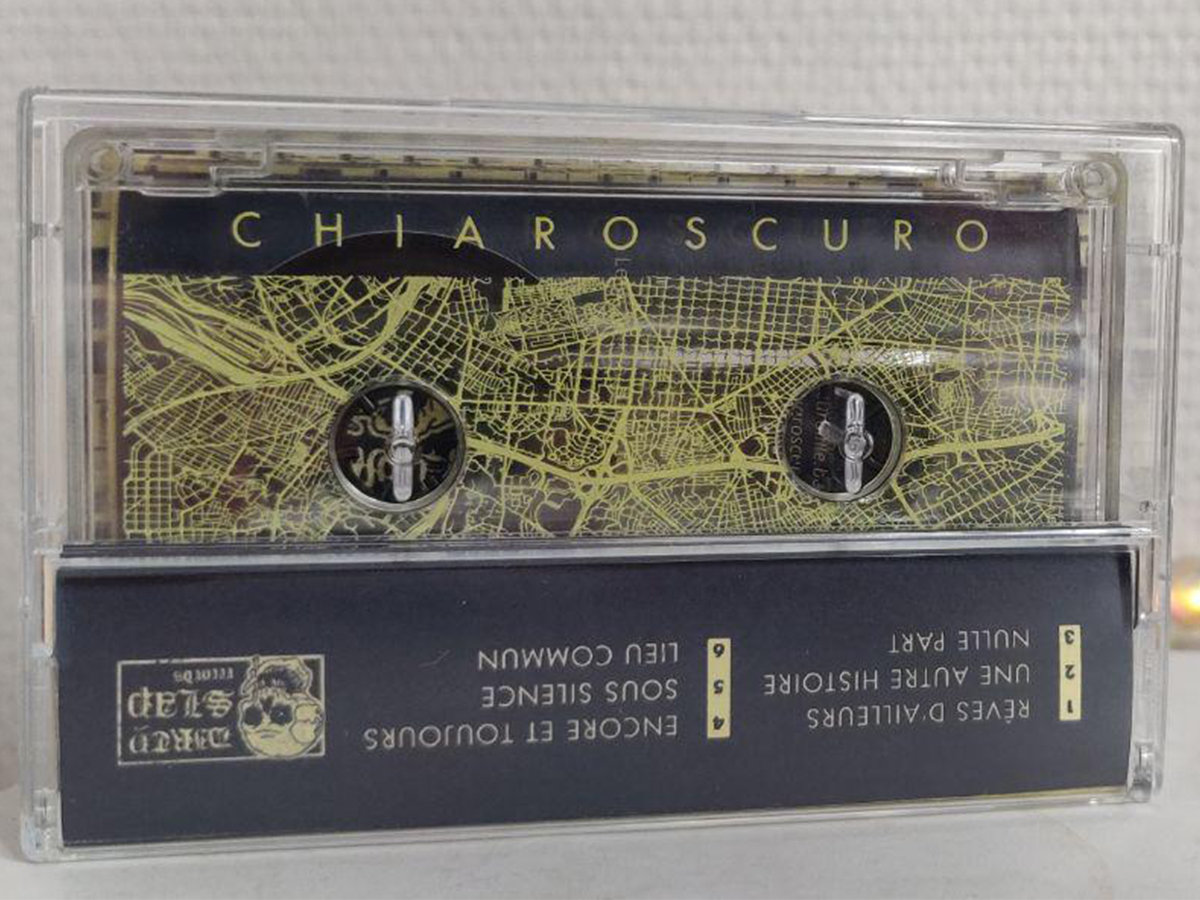 CHIAROSCURO
1 RÊVES D'AILLEURS
2 UNE AUTRE HISTOIRE
3 NULLE PART
4 ENCORE ET TOUJOURS
5 SOUS SILENCE
6 LIEU COMMUN
DIRTY
SLAP
records